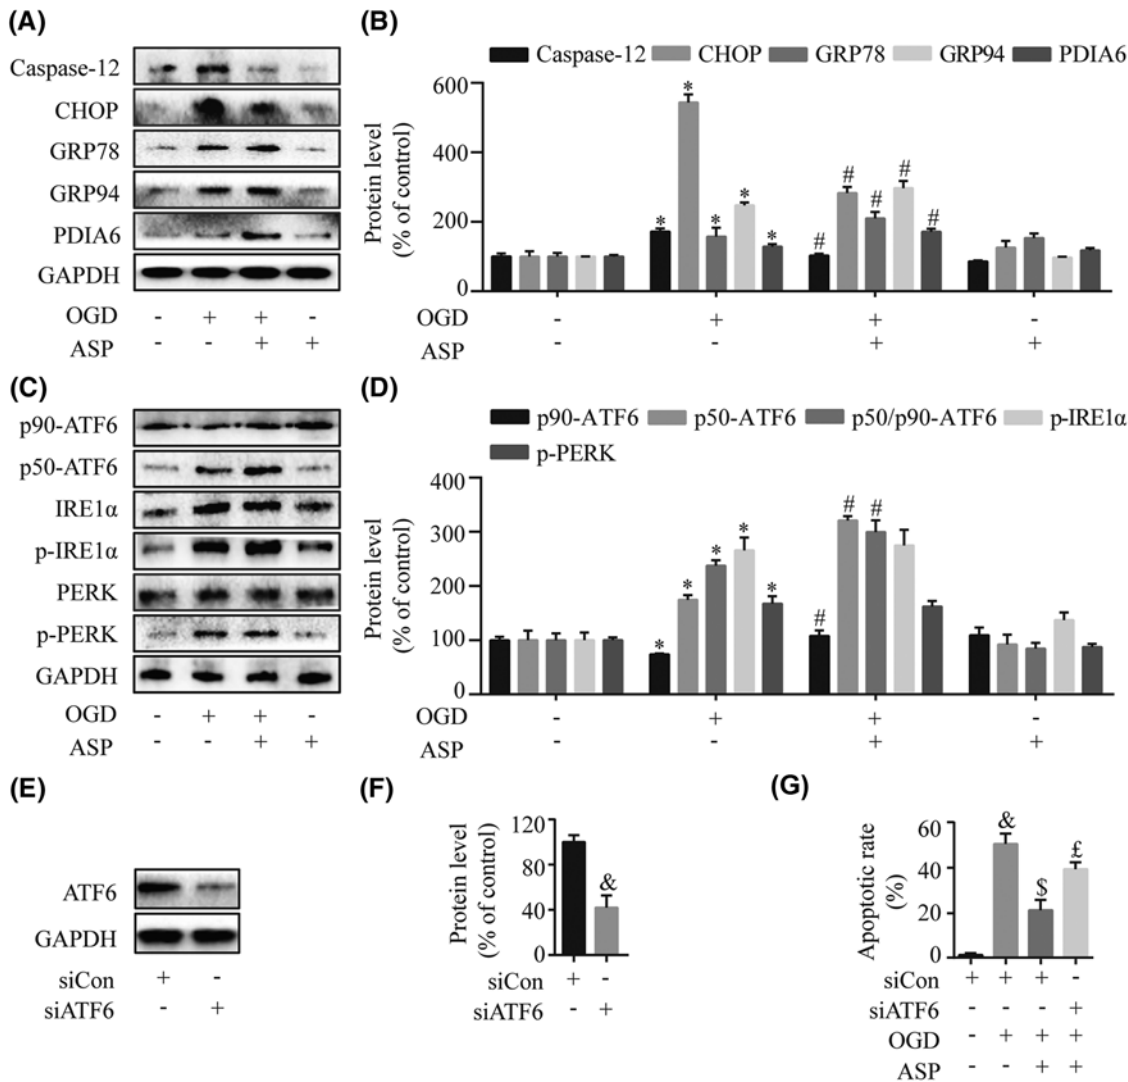 (A)
Caspase-12
CHOP
GRP78
GRP94
PDIA6
GAPDH
OGD - + + -
ASP - - + +
(B)
Caspase-12 CHOP GRP78 GRP94 PDIA6
Protein level
(% of control)
600
400
200
0
* * * * *
# # # # #
OGD - + + -
ASP - - + +
(C)
p90-ATF6
p50-ATF6
IRE1α
p-IRE1α
PERK
p-PERK
GAPDH
OGD - + + -
ASP - - + +
(D)
p90-ATF6 p50-ATF6 p50/p90-ATF6 p-IRE1α
p-PERK
Protein level
(% of control)
400
300
200
100
0
* * * * *
# # #
OGD - + + -
ASP - - + +
(E)
ATF6
GAPDH
siCon + -
siATF6 - +
(F)
Protein level
(% of control)
120
80
40
0
&
siCon + -
siATF6 - +
(G)
Apoptotic rate
(%)
60
40
20
0
& $ £
siCon + + + -
siATF6 - - - +
OGD - + + +
ASP - - + +